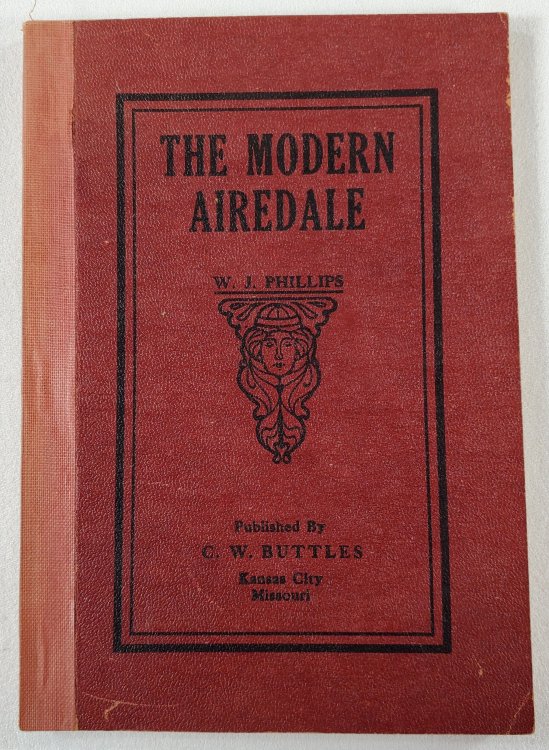 THE MODERN
AIREDALE
W. J. PHILLIPS
Published By
C. W. BUTTLES
Kansas City
Missouri